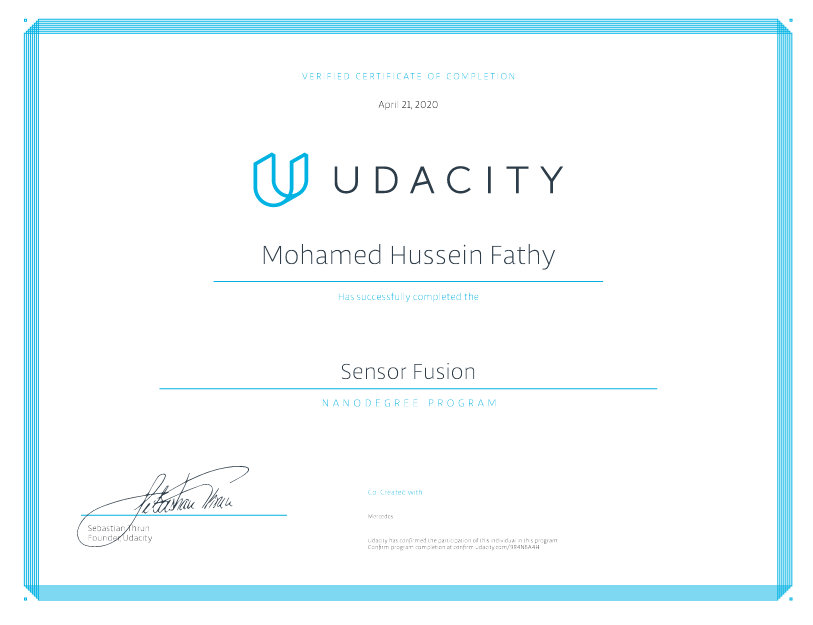 VERIFIED CERTIFICATE OF COMPLETION
April 21, 2020
UDACITY
Mohamed Hussein Fathy
Has successfully completed the
Sensor Fusion
NANODEGREE PROGRAM
Sebastian Thrun
Sebastian Thrun
Founder, Udacity
Co-Created with
Mercedes
Udacity has confirmed the participation of this individual in this program
Confirm program completion at confirm.udacity.com/